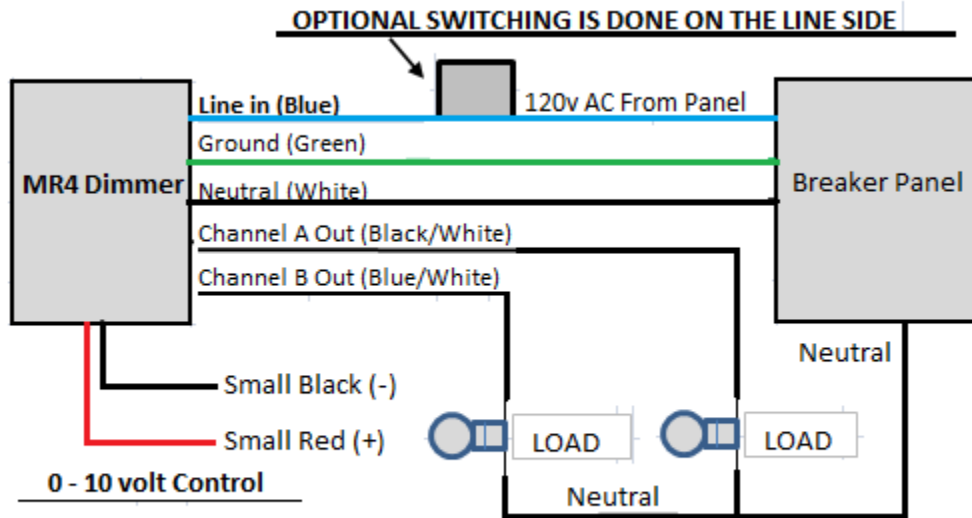 OPTIONAL SWITCHING IS DONE ON THE LINE SIDE
Line in (Blue)
120v AC From Panel
Ground (Green)
MR4 Dimmer
Neutral (White)
Breaker Panel
Channel A Out (Black/White)
Channel B Out (Blue/White)
Neutral
Small Black (-)
Small Red (+)
LOAD
LOAD
0 - 10 volt Control
Neutral